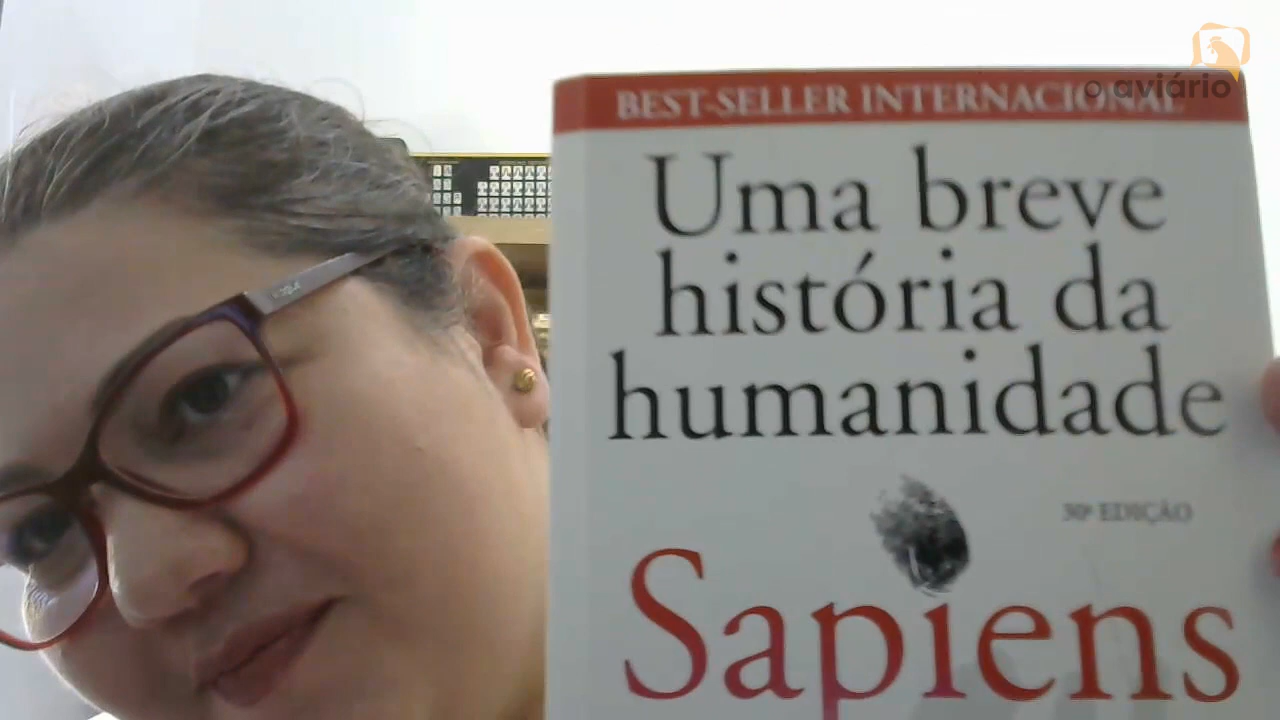 o aviário
BEST-SELLER INTERNACIONAL
Uma breve
história da
humanidade
30ª EDIÇÃO
Sapiens